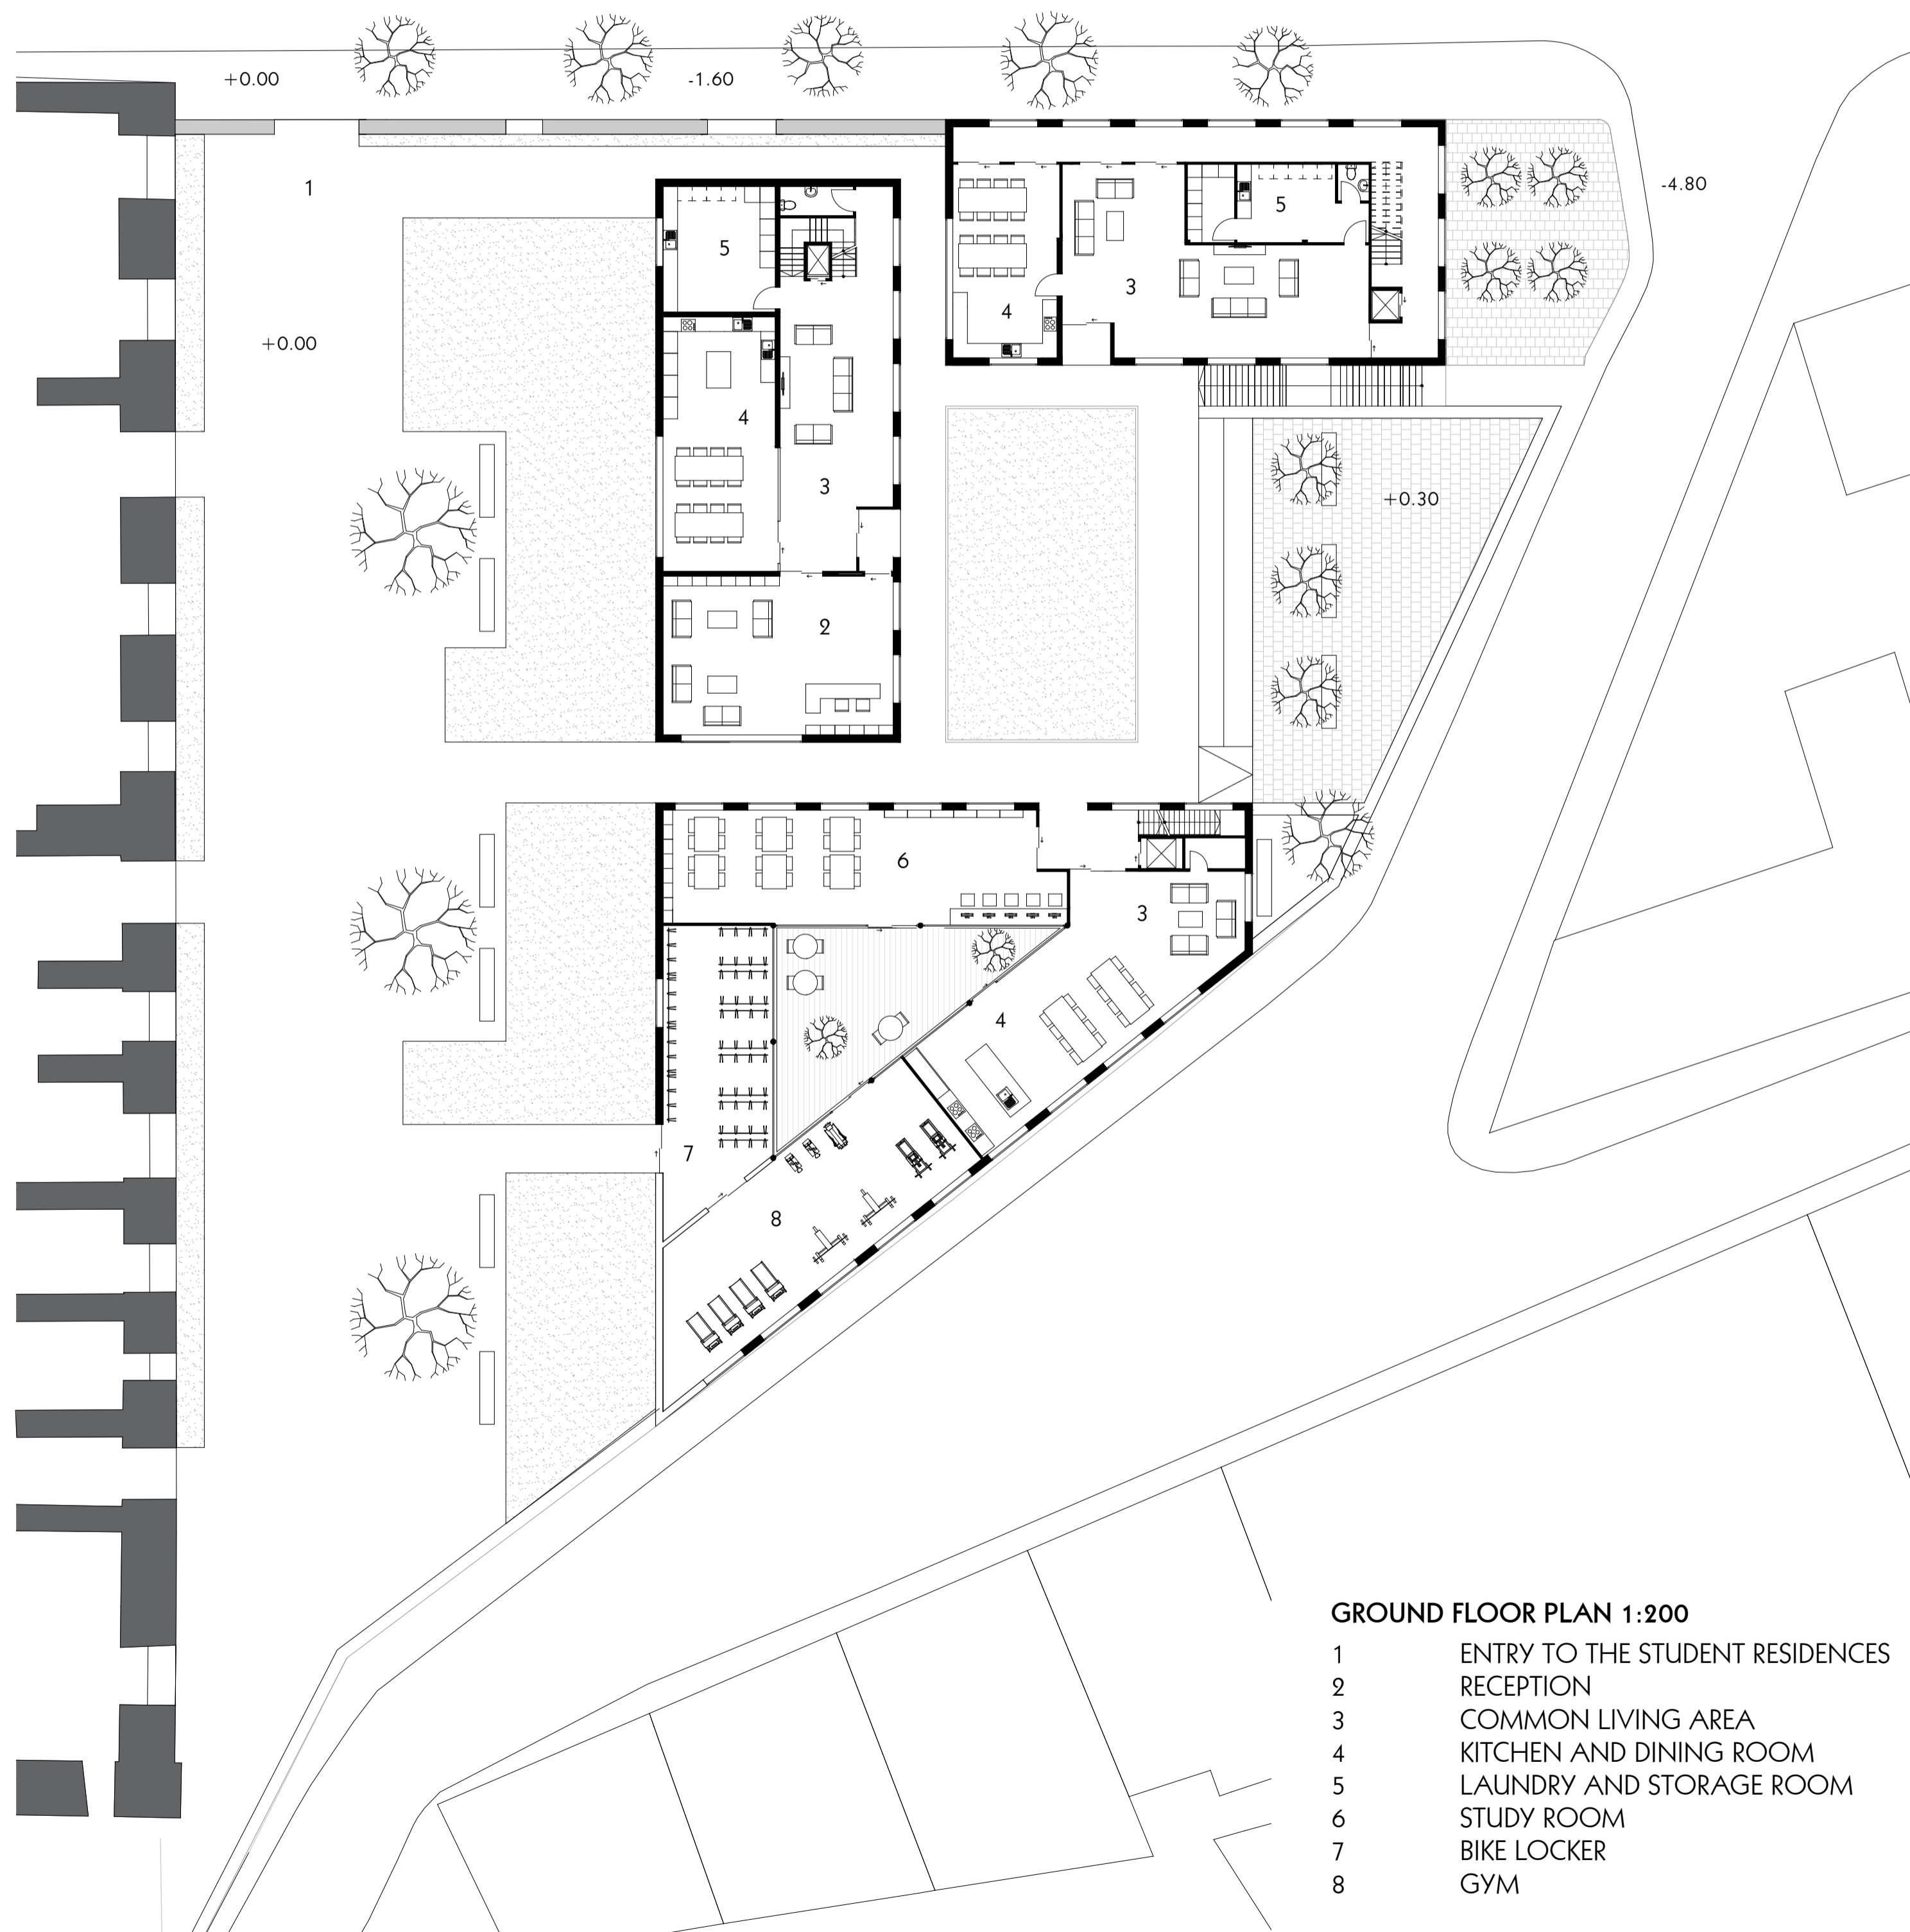 +0.00
-1.60
-4.80
1
5
5
3
4
+0.00
4
3
+0.30
2
6
3
4
7
8
GROUND FLOOR PLAN 1:200
1 ENTRY TO THE STUDENT RESIDENCES
2 RECEPTION
3 COMMON LIVING AREA
4 KITCHEN AND DINING ROOM
5 LAUNDRY AND STORAGE ROOM
6 STUDY ROOM
7 BIKE LOCKER
8 GYM